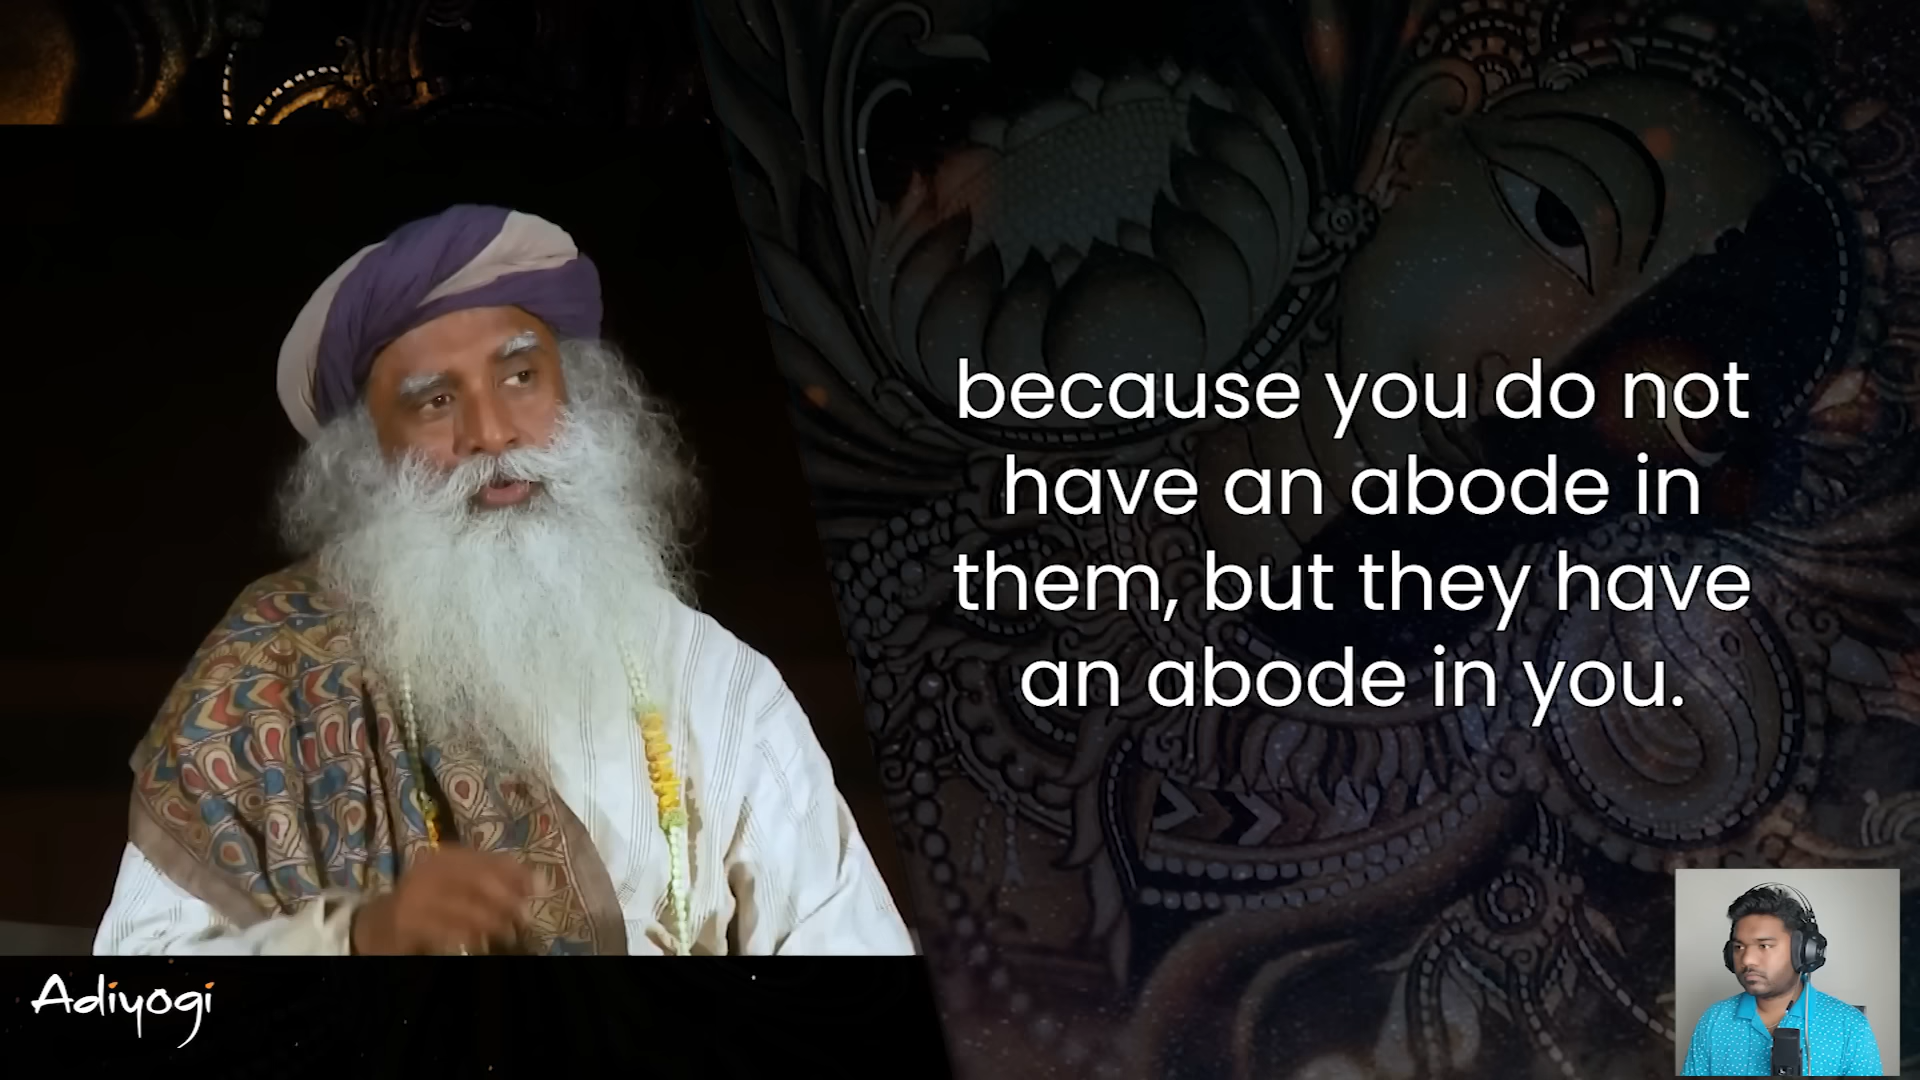 because you do not
have an abode in
them, but they have
an abode in you.
Adiyogi